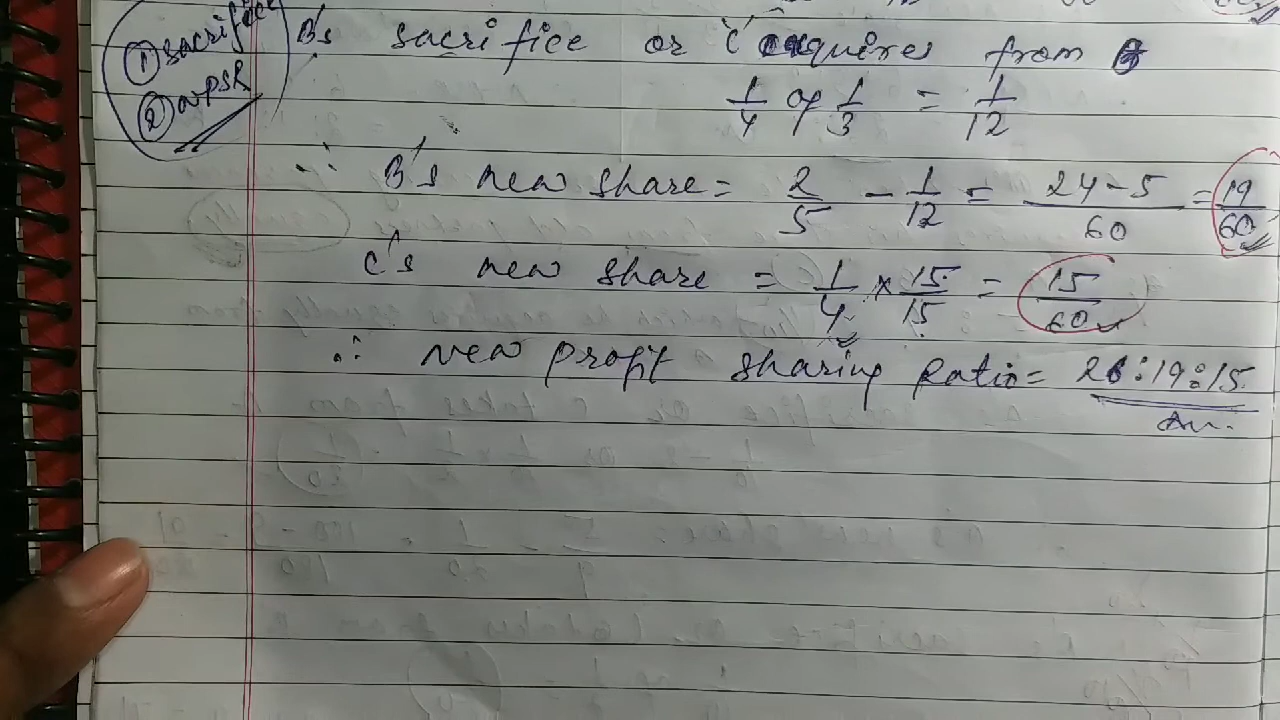 ① sacrifice
② NPSR
B's sacrifice or C acquires from B
1/4 of 1/3 = 1/12
∴ B's new share = 2/5 - 1/12 = 24-5/60 = 19/60
C's new share = 1/4 × 15/15 = 15/60
∴ New profit sharing Ratio = 26:19:15
An.